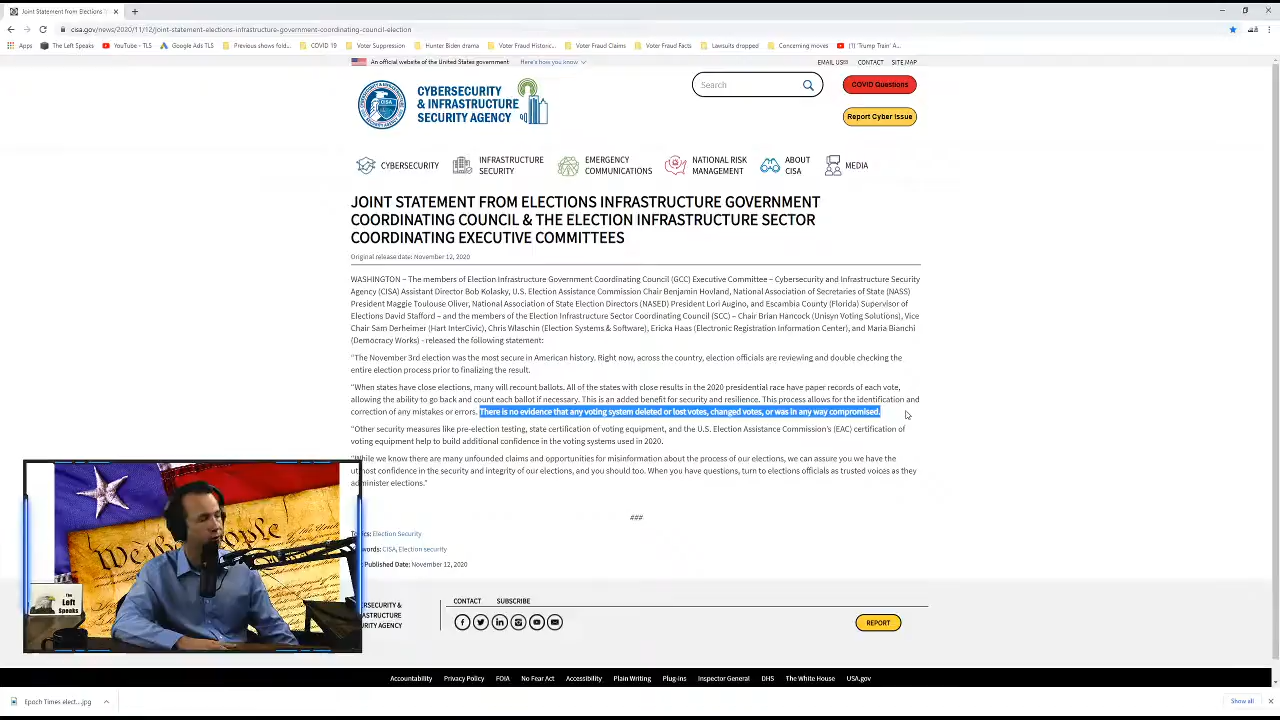 Joint Statement from Elections
cisa.gov/news/2020/11/12/joint-statement-elections-infrastructure-government-coordinating-council-election
Apps The Left Speaks YouTube - TLS Google Ads TLS Previous shows fold... COVID 19 Voter Suppression Hunter Biden drama Voter Fraud Historic... Voter Fraud Claims Voter Fraud Facts Lawsuits dropped Concerning moves (1) 'Trump Train' A...
An official website of the United States government Here's how you know
EMAIL US CONTACT SITE MAP
CYBERSECURITY
& INFRASTRUCTURE
SECURITY AGENCY
CISA
Search
COVID Questions
Report Cyber Issue
CYBERSECURITY
INFRASTRUCTURE
SECURITY
EMERGENCY
COMMUNICATIONS
NATIONAL RISK
MANAGEMENT
ABOUT
CISA
MEDIA
JOINT STATEMENT FROM ELECTIONS INFRASTRUCTURE GOVERNMENT
COORDINATING COUNCIL & THE ELECTION INFRASTRUCTURE SECTOR
COORDINATING EXECUTIVE COMMITTEES
Original release date: November 12, 2020
WASHINGTON – The members of Election Infrastructure Government Coordinating Council (GCC) Executive Committee – Cybersecurity and Infrastructure Security
Agency (CISA) Assistant Director Bob Kolasky, U.S. Election Assistance Commission Chair Benjamin Hovland, National Association of Secretaries of State (NASS)
President Maggie Toulouse Oliver, National Association of State Election Directors (NASED) President Lori Augino, and Escambia County (Florida) Supervisor of
Elections David Stafford – and the members of the Election Infrastructure Sector Coordinating Council (SCC) – Chair Brian Hancock (Unisyn Voting Solutions), Vice
Chair Sam Derheimer (Hart InterCivic), Chris Wlaschin (Election Systems & Software), Ericka Haas (Electronic Registration Information Center), and Maria Bianchi
(Democracy Works) - released the following statement:
“The November 3rd election was the most secure in American history. Right now, across the country, election officials are reviewing and double checking the
entire election process prior to finalizing the result.
“When states have close elections, many will recount ballots. All of the states with close results in the 2020 presidential race have paper records of each vote,
allowing the ability to go back and count each ballot if necessary. This is an added benefit for security and resilience. This process allows for the identification and
correction of any mistakes or errors. There is no evidence that any voting system deleted or lost votes, changed votes, or was in any way compromised.
“Other security measures like pre-election testing, state certification of voting equipment, and the U.S. Election Assistance Commission’s (EAC) certification of
voting equipment help to build additional confidence in the voting systems used in 2020.
“While we know there are many unfounded claims and opportunities for misinformation about the process of our elections, we can assure you we have the
utmost confidence in the security and integrity of our elections, and you should too. When you have questions, turn to elections officials as trusted voices as they
administer elections.”
###
Election Security
CISA, Election security
Published Date: November 12, 2020
We the People
The
Left
Speaks
CONTACT SUBSCRIBE
REPORT
Accountability Privacy Policy FOIA No Fear Act Accessibility Plain Writing Plug-ins Inspector General DHS The White House USA.gov
Epoch Times elect....jpg
Show all